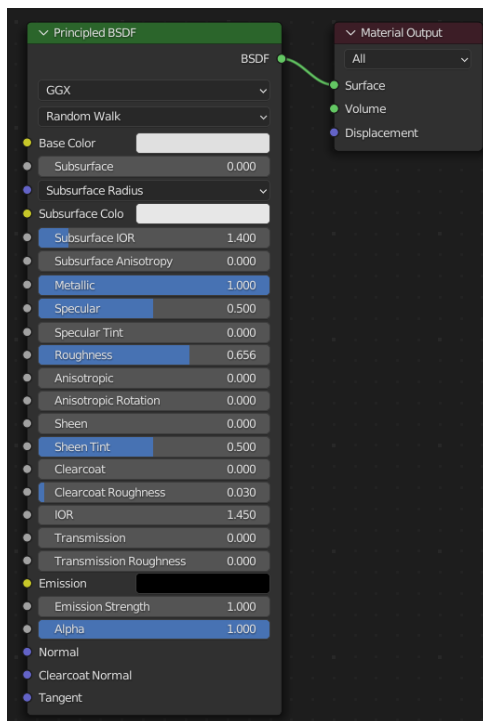 Principled BSDF
BSDF
GGX
Random Walk
Base Color
Subsurface 0.000
Subsurface Radius
Subsurface Colo
Subsurface IOR 1.400
Subsurface Anisotropy 0.000
Metallic 1.000
Specular 0.500
Specular Tint 0.000
Roughness 0.656
Anisotropic 0.000
Anisotropic Rotation 0.000
Sheen 0.000
Sheen Tint 0.500
Clearcoat 0.000
Clearcoat Roughness 0.030
IOR 1.450
Transmission 0.000
Transmission Roughness 0.000
Emission
Emission Strength 1.000
Alpha 1.000
Normal
Clearcoat Normal
Tangent
Material Output
All
Surface
Volume
Displacement